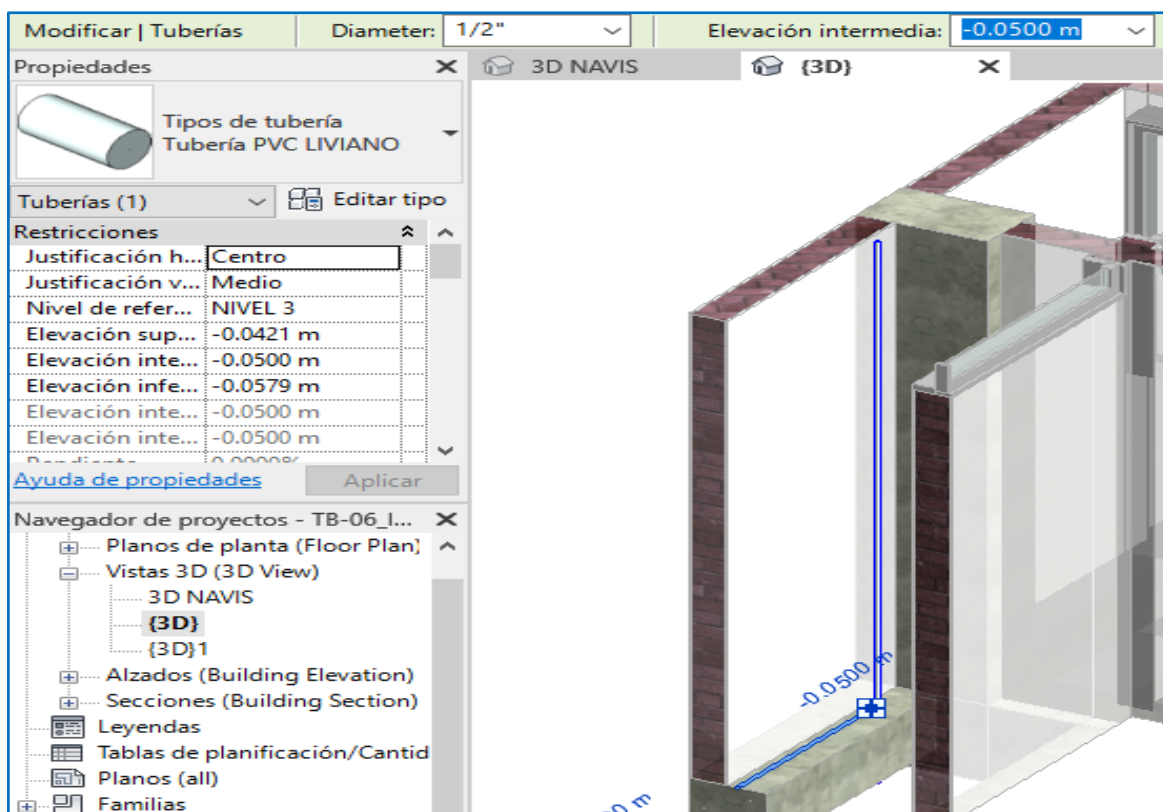 Modificar | Tuberías Diameter: 1/2" Elevación intermedia: -0.0500 m
Propiedades
3D NAVIS {3D}
Tipos de tubería
Tubería PVC LIVIANO
Tuberías (1) Editar tipo
Restricciones
Justificación h... Centro
Justificación v... Medio
Nivel de refer... NIVEL 3
Elevación sup... -0.0421 m
Elevación inte... -0.0500 m
Elevación infe... -0.0579 m
Elevación inte... -0.0500 m
Elevación inte... -0.0500 m
Pendiente 0.0000%
Ayuda de propiedades Aplicar
Navegador de proyectos - TB-06_I...
Planos de planta (Floor Plan)
Vistas 3D (3D View)
3D NAVIS
{3D}
{3D}1
Alzados (Building Elevation)
Secciones (Building Section)
Leyendas
Tablas de planificación/Cantid
Planos (all)
Familias
-0.0500 m